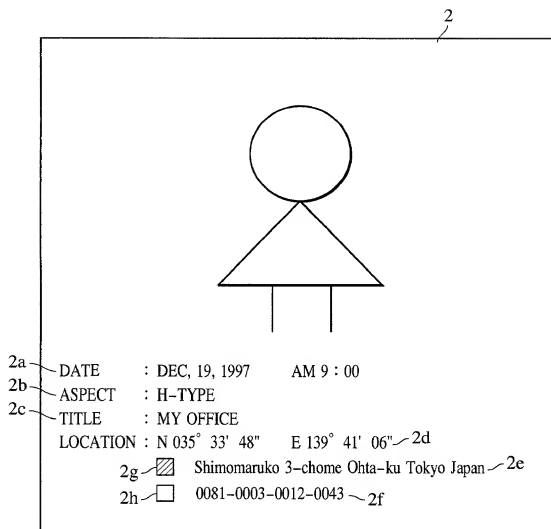 2
2a DATE : DEC, 19, 1997 AM 9 : 00
2b ASPECT : H-TYPE
2c TITLE : MY OFFICE
LOCATION : N 035° 33' 48" E 139° 41' 06" 2d
2g Shimomaruko 3-chome Ohta-ku Tokyo Japan 2e
2h 0081-0003-0012-0043 2f